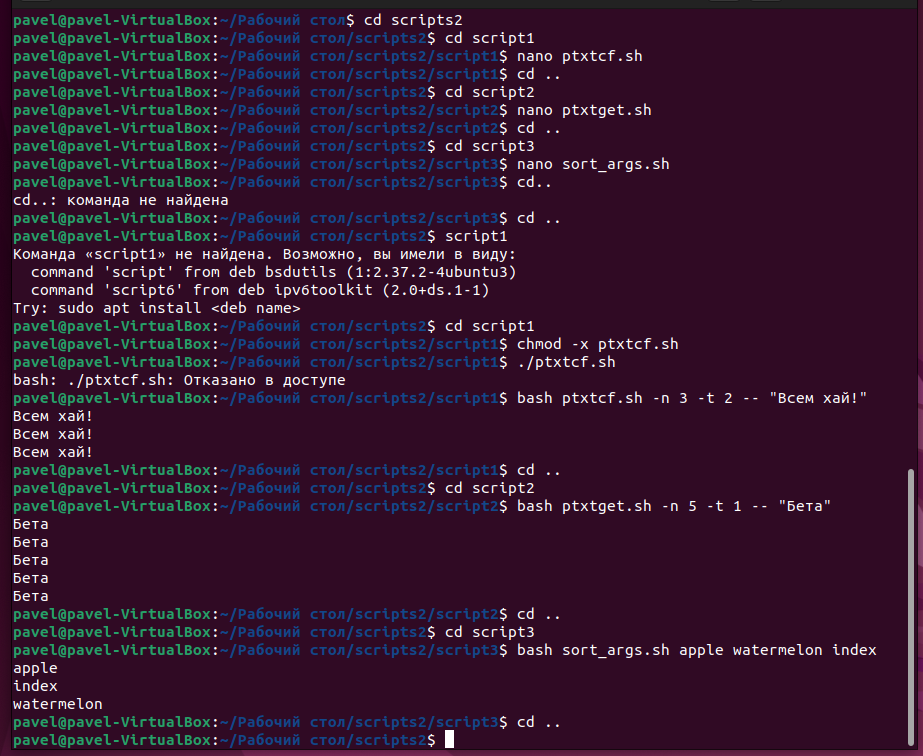 pavel@pavel-VirtualBox:~/Рабочий стол$ cd scripts2
pavel@pavel-VirtualBox:~/Рабочий стол/scripts2$ cd script1
pavel@pavel-VirtualBox:~/Рабочий стол/scripts2/script1$ nano ptxtcf.sh
pavel@pavel-VirtualBox:~/Рабочий стол/scripts2/script1$ cd ..
pavel@pavel-VirtualBox:~/Рабочий стол/scripts2$ cd script2
pavel@pavel-VirtualBox:~/Рабочий стол/scripts2/script2$ nano ptxtget.sh
pavel@pavel-VirtualBox:~/Рабочий стол/scripts2/script2$ cd ..
pavel@pavel-VirtualBox:~/Рабочий стол/scripts2$ cd script3
pavel@pavel-VirtualBox:~/Рабочий стол/scripts2/script3$ nano sort_args.sh
pavel@pavel-VirtualBox:~/Рабочий стол/scripts2/script3$ cd..
cd..: команда не найдена
pavel@pavel-VirtualBox:~/Рабочий стол/scripts2/script3$ cd ..
pavel@pavel-VirtualBox:~/Рабочий стол/scripts2$ script1
Команда «script1» не найдена. Возможно, вы имели в виду:
  command 'script' from deb bsdutils (1:2.37.2-4ubuntu3)
  command 'script6' from deb ipv6toolkit (2.0+ds.1-1)
Try: sudo apt install <deb name>
pavel@pavel-VirtualBox:~/Рабочий стол/scripts2$ cd script1
pavel@pavel-VirtualBox:~/Рабочий стол/scripts2/script1$ chmod -x ptxtcf.sh
pavel@pavel-VirtualBox:~/Рабочий стол/scripts2/script1$ ./ptxtcf.sh
bash: ./ptxtcf.sh: Отказано в доступе
pavel@pavel-VirtualBox:~/Рабочий стол/scripts2/script1$ bash ptxtcf.sh -n 3 -t 2 -- "Всем хай!"
Всем хай!
Всем хай!
Всем хай!
pavel@pavel-VirtualBox:~/Рабочий стол/scripts2/script1$ cd ..
pavel@pavel-VirtualBox:~/Рабочий стол/scripts2$ cd script2
pavel@pavel-VirtualBox:~/Рабочий стол/scripts2/script2$ bash ptxtget.sh -n 5 -t 1 -- "Бета"
Бета
Бета
Бета
Бета
Бета
pavel@pavel-VirtualBox:~/Рабочий стол/scripts2/script2$ cd ..
pavel@pavel-VirtualBox:~/Рабочий стол/scripts2$ cd script3
pavel@pavel-VirtualBox:~/Рабочий стол/scripts2/script3$ bash sort_args.sh apple watermelon index
apple
index
watermelon
pavel@pavel-VirtualBox:~/Рабочий стол/scripts2/script3$ cd ..
pavel@pavel-VirtualBox:~/Рабочий стол/scripts2$